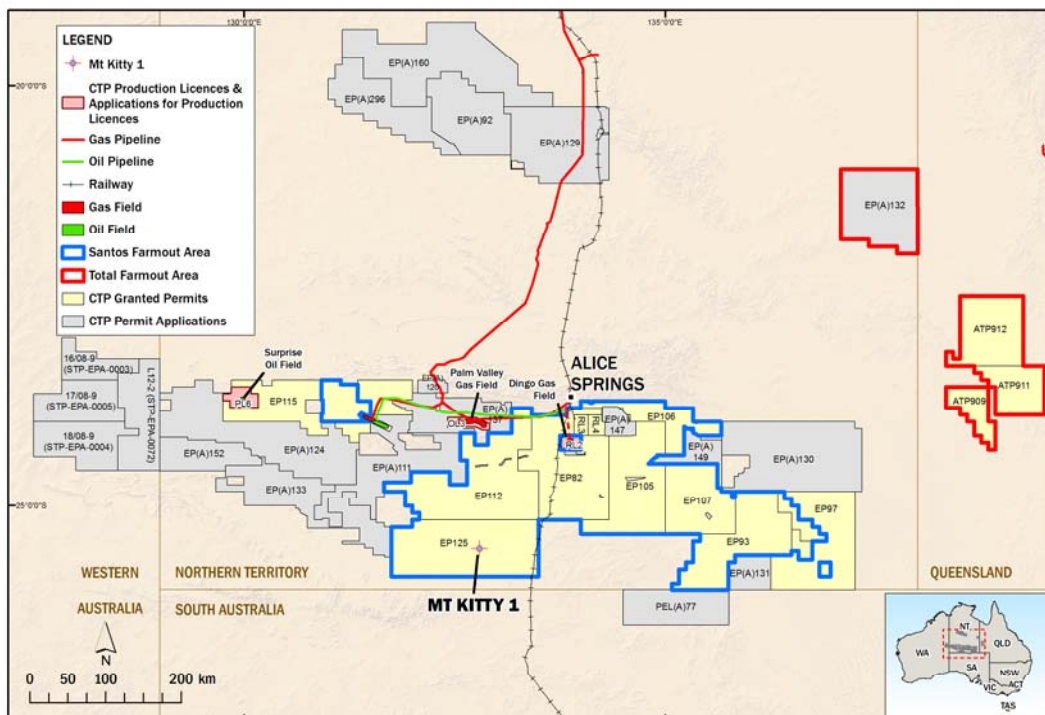 130°0'0"E
135°0'0"E
20°0'0"S
25°0'0"S
LEGEND
Mt Kitty 1
CTP Production Licences &
Applications for Production
Licences
Gas Pipeline
Oil Pipeline
Railway
Gas Field
Oil Field
Santos Farmout Area
Total Farmout Area
CTP Granted Permits
CTP Permit Applications
EP(A)160
EP(A)296
EP(A)92
EP(A)129
EP(A)132
ATP912
ATP911
ATP909
16/08-9
(STP-EPA-0003)
17/08-9
(STP-EPA-0005)
18/08-9
(STP-EPA-0004)
L12-2 (STP-EPA-0072)
Surprise
Oil Field
PL6
EP115
Palm Valley
Gas Field
Dingo Gas
Field
ALICE
SPRINGS
OL3
EP(A)
EP106
RL3
RL4
EP(A)
147
EP(A)
149
EP(A)130
EP(A)152
EP(A)124
EP(A)133
EP(A)111
EP112
EP82
EP105
EP107
EP97
EP93
EP125
EP(A)131
PEL(A)77
MT KITTY 1
WESTERN
AUSTRALIA
NORTHERN TERRITORY
SOUTH AUSTRALIA
QUEENSLAND
N
0 50 100 200 km
WA
NT
QLD
SA
NSW
ACT
VIC
TAS